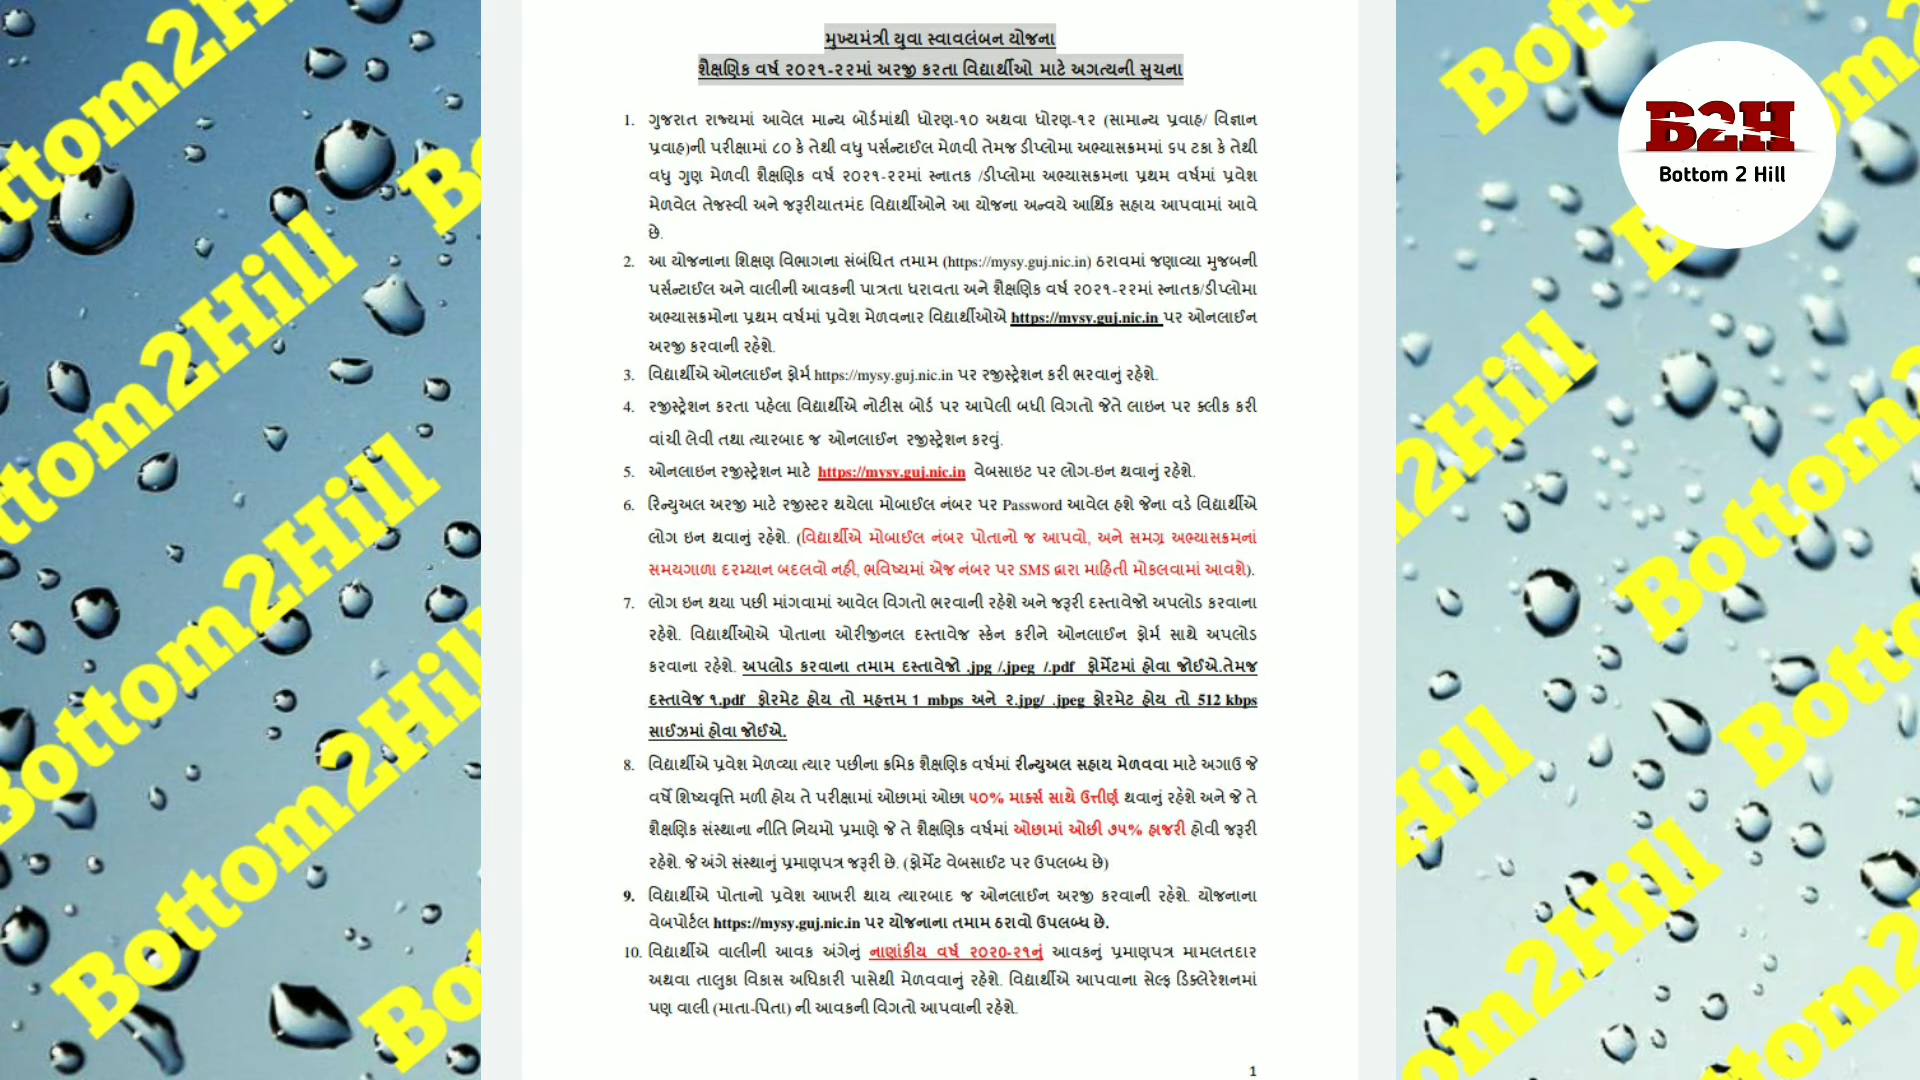 મુખ્યમંત્રી યુવા સ્વાવલંબન યોજના
શૈક્ષણિક વર્ષ ૨૦૨૧-૨૨માં અરજી કરતા વિદ્યાર્થીઓ માટે અગત્યની સુચના
1. ગુજરાત રાજ્યમાં આવેલ માન્ય બોર્ડમાંથી ધોરણ-૧૦ અથવા ધોરણ-૧૨ (સામાન્ય પ્રવાહ/ વિજ્ઞાન
પ્રવાહ)ની પરીક્ષામાં ૮૦ કે તેથી વધુ પર્સન્ટાઈલ મેળવી તેમજ ડીપ્લોમા અભ્યાસક્રમમાં ૬૫ ટકા કે તેથી
વધુ ગુણ મેળવી શૈક્ષણિક વર્ષ ૨૦૨૧-૨૨માં સ્નાતક /ડીપ્લોમા અભ્યાસક્રમના પ્રથમ વર્ષમાં પ્રવેશ
મેળવેલ તેજસ્વી અને જરૂરીયાતમંદ વિદ્યાર્થીઓને આ યોજના અન્વયે આર્થિક સહાય આપવામાં આવે
છે.
2. આ યોજનાના શિક્ષણ વિભાગના સંબંધિત તમામ (https://mysy.guj.nic.in) ઠરાવમાં જણાવ્યા મુજબની
પર્સન્ટાઈલ અને વાલીની આવકની પાત્રતા ધરાવતા અને શૈક્ષણિક વર્ષ ૨૦૨૧-૨૨માં સ્નાતક/ડીપ્લોમા
અભ્યાસક્રમોના પ્રથમ વર્ષમાં પ્રવેશ મેળવનાર વિદ્યાર્થીઓએ https://mysy.guj.nic.in પર ઓનલાઈન
અરજી કરવાની રહેશે.
3. વિદ્યાર્થીએ ઓનલાઈન ફોર્મ https://mysy.guj.nic.in પર રજીસ્ટ્રેશન કરી ભરવાનું રહેશે.
4. રજીસ્ટ્રેશન કરતા પહેલા વિદ્યાર્થીએ નોટીસ બોર્ડ પર આપેલી બધી વિગતો જેતે લાઇન પર ક્લીક કરી
વાંચી લેવી તથા ત્યારબાદ જ ઓનલાઈન રજીસ્ટ્રેશન કરવું.
5. ઓનલાઇન રજીસ્ટ્રેશન માટે https://mysy.guj.nic.in વેબસાઇટ પર લોગ-ઇન થવાનું રહેશે.
6. રિન્યુઅલ અરજી માટે રજીસ્ટર થયેલા મોબાઈલ નંબર પર Password આવેલ હશે જેના વડે વિદ્યાર્થીએ
લોગ ઇન થવાનું રહેશે. (વિદ્યાર્થીએ મોબાઈલ નંબર પોતાનો જ આપવો, અને સમગ્ર અભ્યાસક્રમનાં
સમયગાળા દરમ્યાન બદલવો નહી, ભવિષ્યમાં એજ નંબર પર SMS દ્વારા માહિતી મોકલવામાં આવશે).
7. લોગ ઇન થયા પછી માંગવામાં આવેલ વિગતો ભરવાની રહેશે અને જરૂરી દસ્તાવેજો અપલોડ કરવાના
રહેશે. વિદ્યાર્થીઓએ પોતાના ઓરીજીનલ દસ્તાવેજ સ્કેન કરીને ઓનલાઈન ફોર્મ સાથે અપલોડ
કરવાના રહેશે. અપલોડ કરવાના તમામ દસ્તાવેજો .jpg /.jpeg /.pdf ફોર્મેટમાં હોવા જોઈએ.તેમજ
દસ્તાવેજ ૧.pdf ફોરમેટ હોય તો મહત્તમ 1 mbps અને ૨.jpg/ .jpeg ફોરમેટ હોય તો 512 kbps
સાઈઝમાં હોવા જોઈએ.
8. વિદ્યાર્થીએ પ્રવેશ મેળવ્યા ત્યાર પછીના ક્રમિક શૈક્ષણિક વર્ષમાં રીન્યુઅલ સહાય મેળવવા માટે અગાઉ જે
વર્ષે શિષ્યવૃત્તિ મળી હોય તે પરીક્ષામાં ઓછામાં ઓછા ૫૦% માર્ક્સ સાથે ઉત્તીર્ણ થવાનું રહેશે અને જે તે
શૈક્ષણિક સંસ્થાના નીતિ નિયમો પ્રમાણે જે તે શૈક્ષણિક વર્ષમાં ઓછામાં ઓછી ૭૫% હાજરી હોવી જરૂરી
રહેશે. જે અંગે સંસ્થાનું પ્રમાણપત્ર જરૂરી છે. (ફોર્મેટ વેબસાઈટ પર ઉપલબ્ધ છે)
9. વિદ્યાર્થીએ પોતાનો પ્રવેશ આખરી થાય ત્યારબાદ જ ઓનલાઈન અરજી કરવાની રહેશે. યોજનાના
વેબપોર્ટલ https://mysy.guj.nic.in પર યોજનાના તમામ ઠરાવો ઉપલબ્ધ છે.
10. વિદ્યાર્થીએ વાલીની આવક અંગેનું નાણાંકીય વર્ષ ૨૦૨0-૨૧નું આવકનું પ્રમાણપત્ર મામલતદાર
અથવા તાલુકા વિકાસ અધિકારી પાસેથી મેળવવાનું રહેશે. વિદ્યાર્થીએ આપવાના સેલ્ફ ડિક્લેરેશનમાં
પણ વાલી (માતા-પિતા) ની આવકની વિગતો આપવાની રહેશે.
1
B2H
Bottom 2 Hill
Bottom2Hill
Bottom2Hill
Bottom2Hill
Bottom2Hill